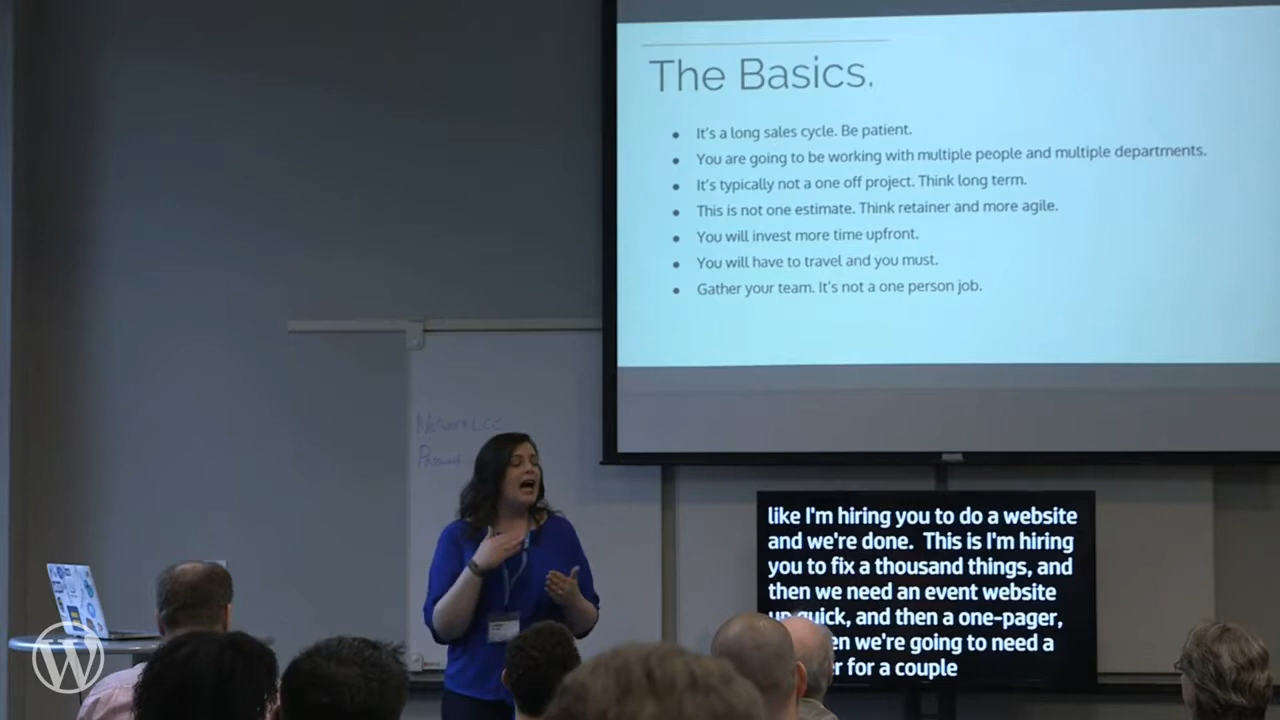 The Basics.
It's a long sales cycle. Be patient.
You are going to be working with multiple people and multiple departments.
It's typically not a one off project. Think long term.
This is not one estimate. Think retainer and more agile.
You will invest more time upfront.
You will have to travel and you must.
Gather your team. It's not a one person job.
Network LCC
Password
like I'm hiring you to do a website
and we're done. This is I'm hiring
you to fix a thousand things, and
then we need an event website
up quick, and then a one-pager,
we're going to need a
for a couple